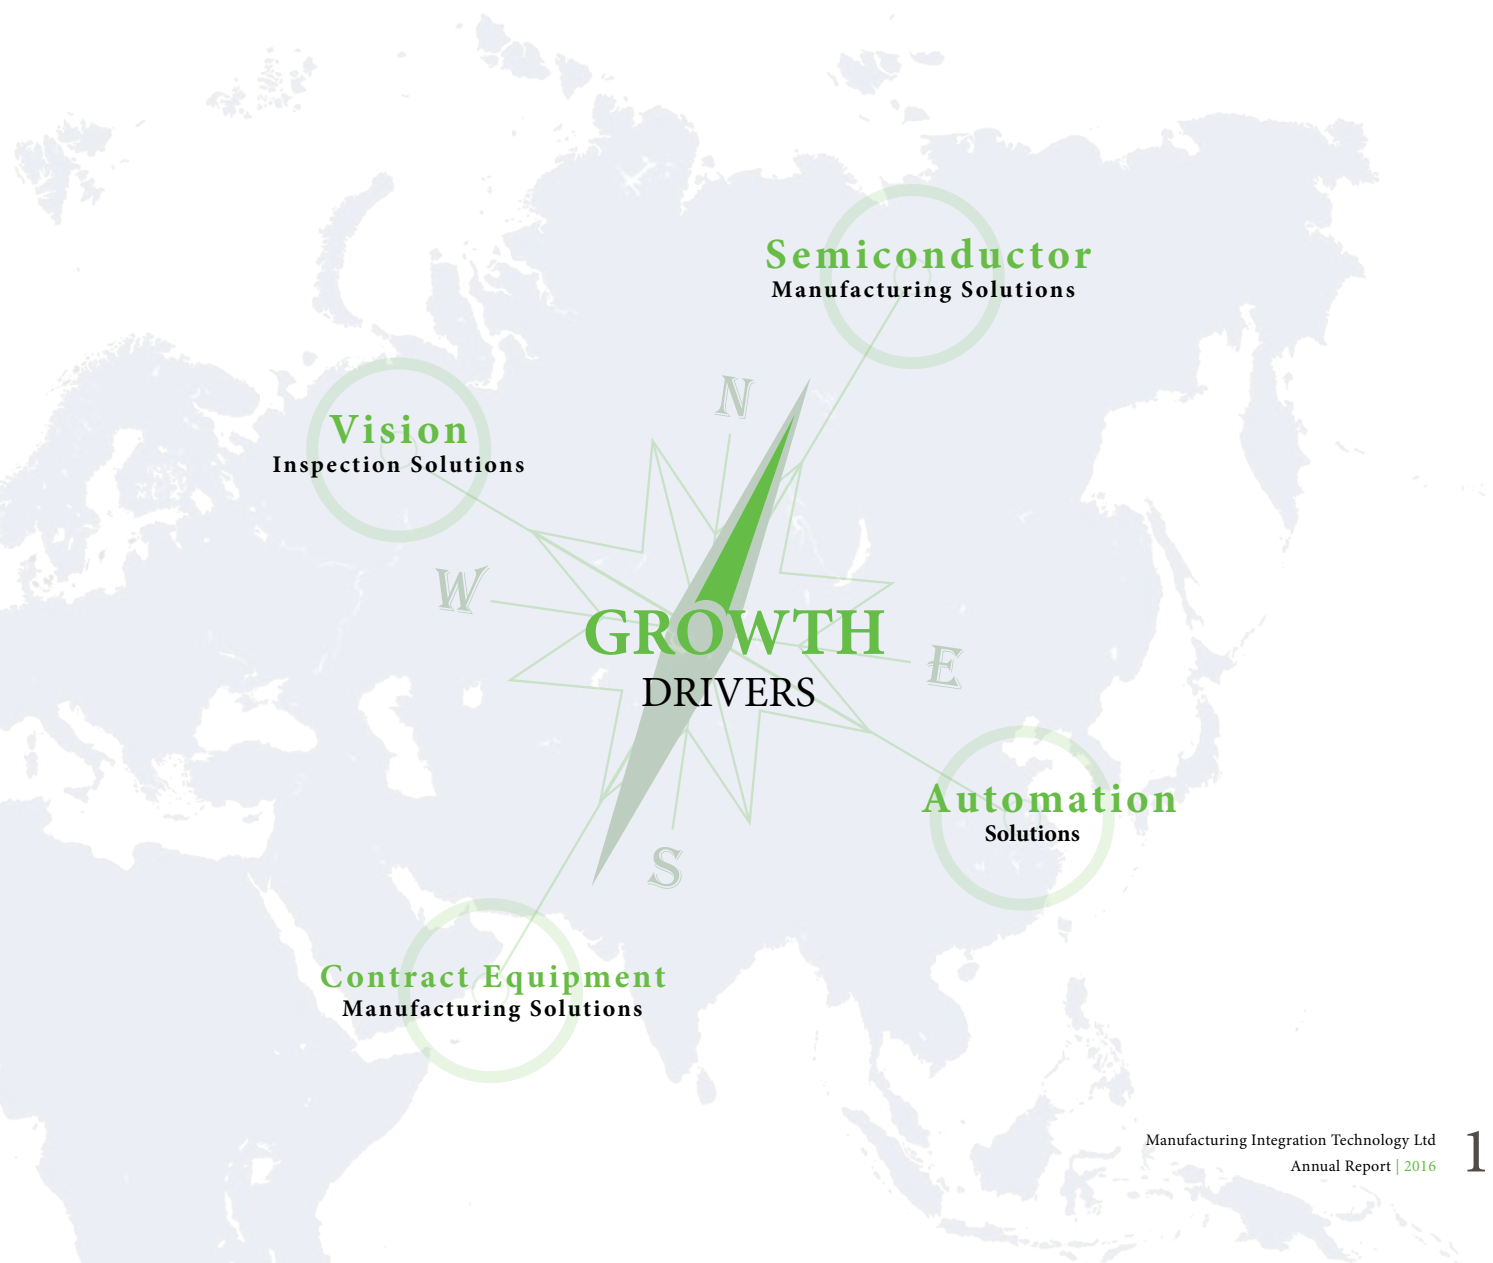 Semiconductor
Manufacturing Solutions
N
Vision
Inspection Solutions
W
GROWTH
DRIVERS
E
Automation
Solutions
S
Contract Equipment
Manufacturing Solutions
Manufacturing Integration Technology Ltd
Annual Report | 2016
1